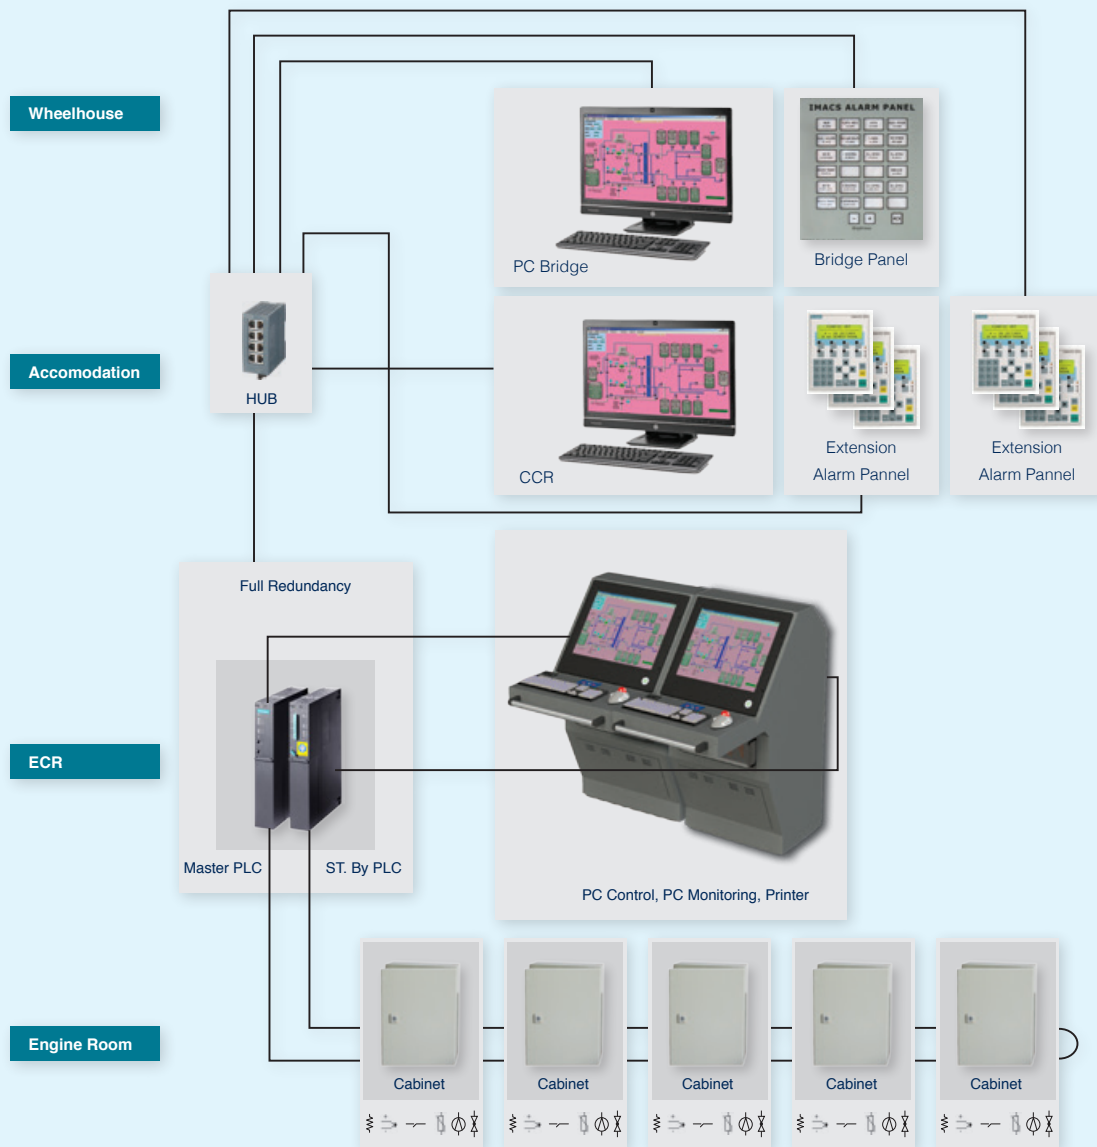 Wheelhouse
IMACS ALARM PANEL
PC Bridge
Bridge Panel
Accomodation
HUB
CCR
Extension
Alarm Pannel
Extension
Alarm Pannel
Full Redundancy
ECR
Master PLC
ST. By PLC
PC Control, PC Monitoring, Printer
Engine Room
Cabinet
Cabinet
Cabinet
Cabinet
Cabinet